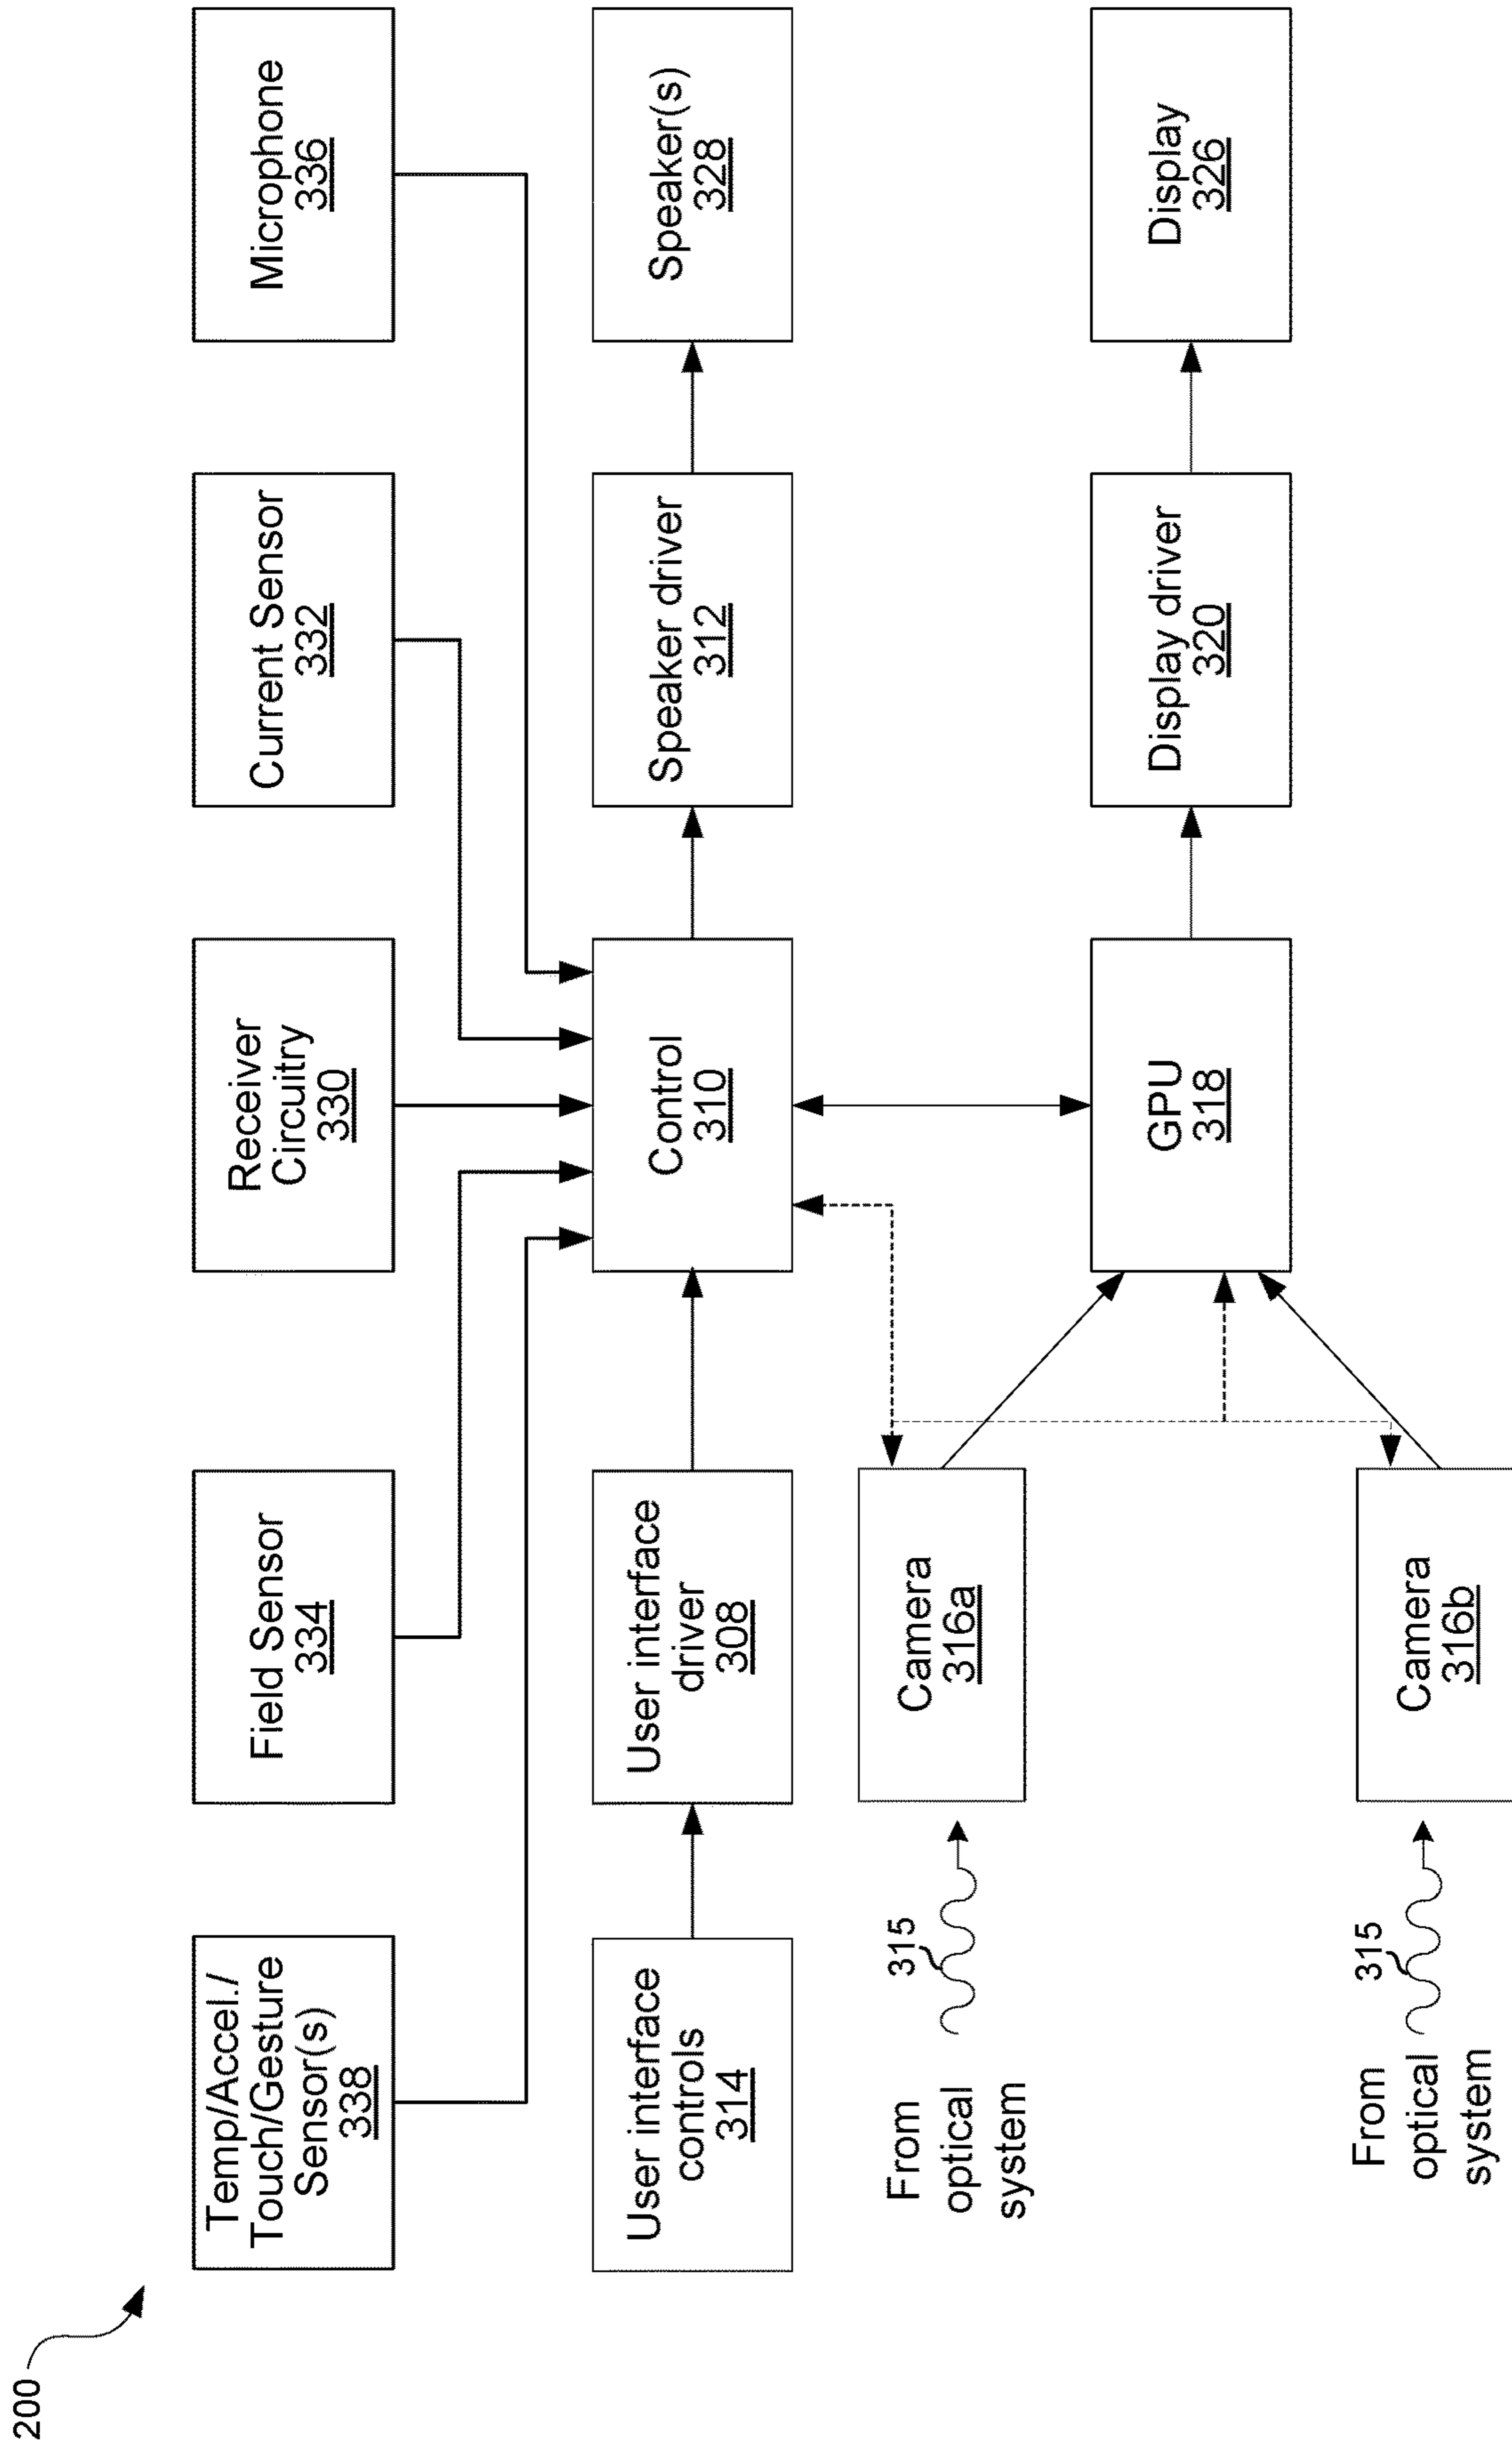 200
Temp/Accel./
Touch/Gesture
Sensor(s)
338
Field Sensor
334
Receiver
Circuitry
330
Current Sensor
332
Microphone
336
User interface
controls
314
User interface
driver
308
Control
310
Speaker driver
312
Speaker(s)
328
From
optical
system
315
Camera
316a
GPU
318
Display driver
320
Display
326
From
optical
system
315
Camera
316b